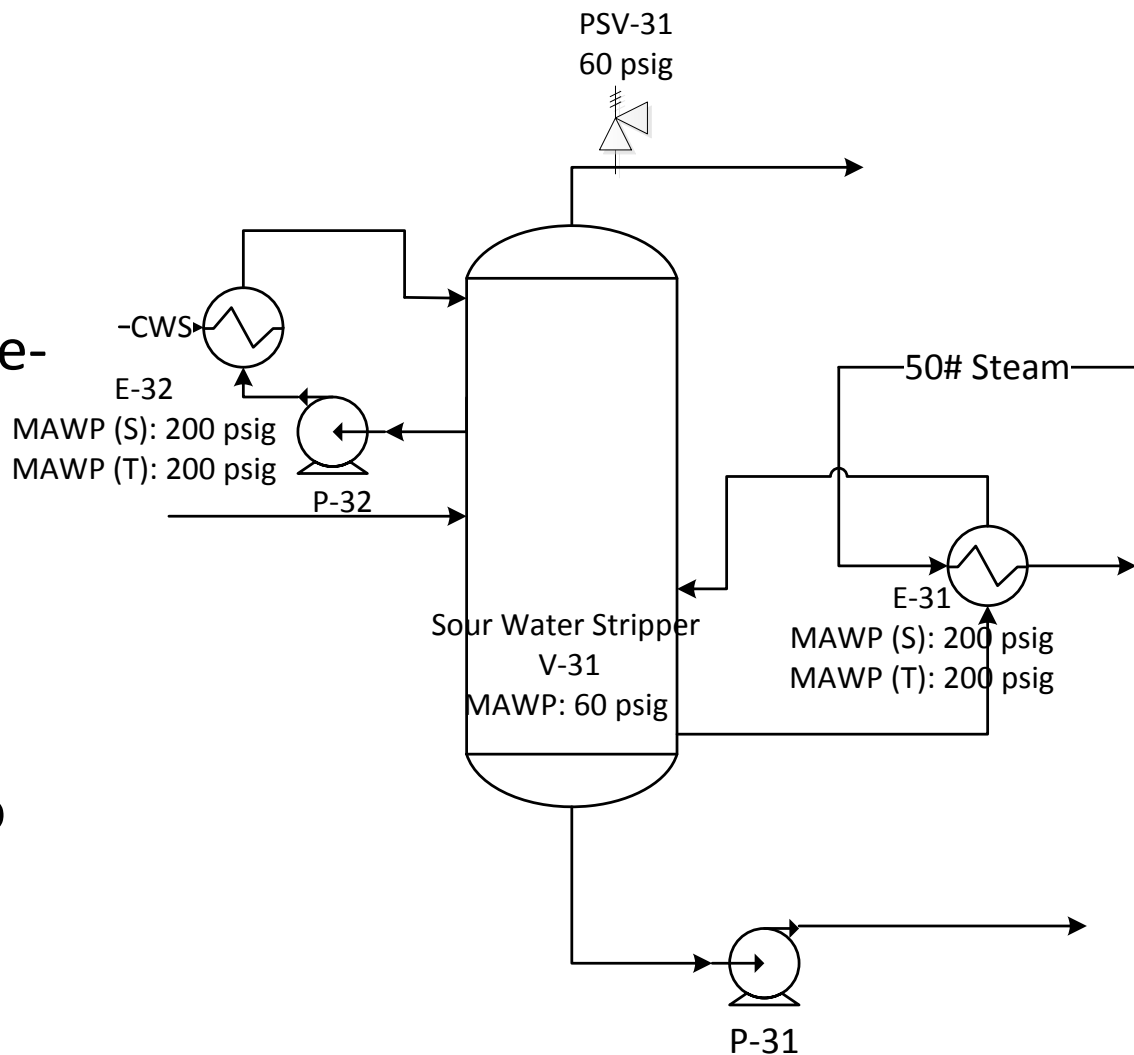 PSV-31
60 psig
CWS
e-
E-32
MAWP (S): 200 psig
MAWP (T): 200 psig
P-32
50# Steam
E-31
MAWP (S): 200 psig
MAWP (T): 200 psig
Sour Water Stripper
V-31
MAWP: 60 psig
P-31